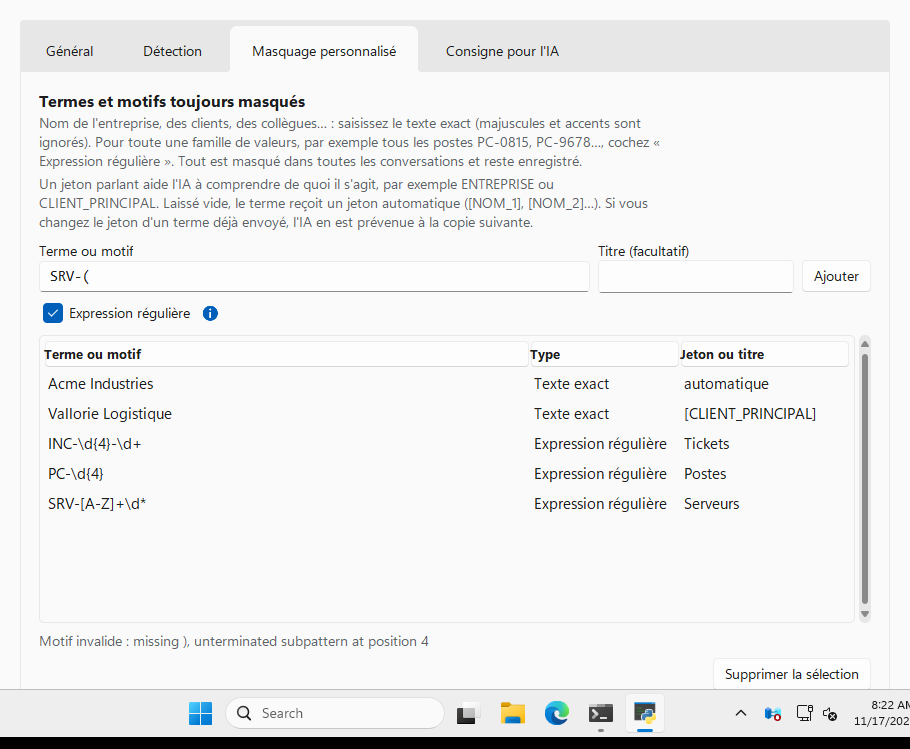 Général Détection Masquage personnalisé Consigne pour l'IA
Termes et motifs toujours masqués
Nom de l'entreprise, des clients, des collègues... : saisissez le texte exact (majuscules et accents sont
ignorés). Pour toute une famille de valeurs, par exemple tous les postes PC-0815, PC-9678..., cochez «
Expression régulière ». Tout est masqué dans toutes les conversations et reste enregistré.
Un jeton parlant aide l'IA à comprendre de quoi il s'agit, par exemple ENTREPRISE ou
CLIENT_PRINCIPAL. Laissé vide, le terme reçoit un jeton automatique ([NOM_1], [NOM_2]...). Si vous
changez le jeton d'un terme déjà envoyé, l'IA en est prévenue à la copie suivante.
Terme ou motif Titre (facultatif)
SRV-( Ajouter
Expression régulière
Terme ou motif Type Jeton ou titre
Acme Industries Texte exact automatique
Vallorie Logistique Texte exact [CLIENT_PRINCIPAL]
INC-\d{4}-\d+ Expression régulière Tickets
PC-\d{4} Expression régulière Postes
SRV-[A-Z]+\d* Expression régulière Serveurs
Motif invalide : missing ), unterminated subpattern at position 4
Supprimer la sélection
Search
8:22 AM
11/17/202